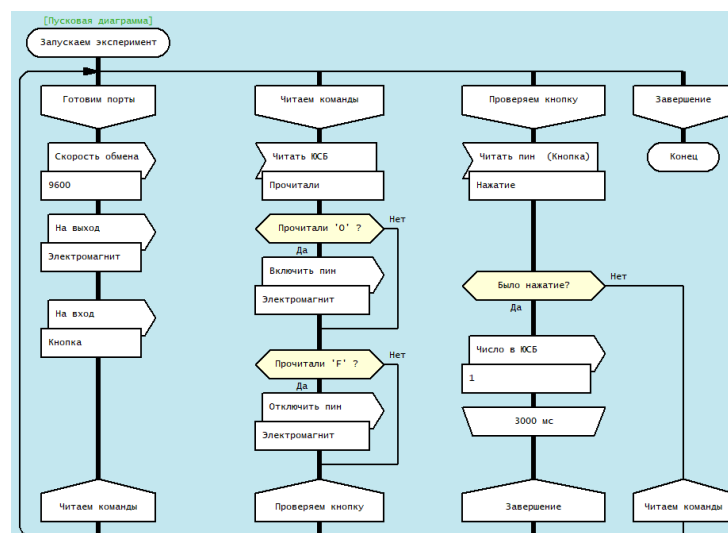 [Пусковая диаграмма]
Запускаем эксперимент
Готовим порты
Скорость обмена
9600
На выход
Электромагнит
На вход
Кнопка
Читаем команды
Читаем команды
Читать ЮСБ
Прочитали
Прочитали 'O' ?
Нет
Да
Включить пин
Электромагнит
Прочитали 'F' ?
Нет
Да
Отключить пин
Электромагнит
Проверяем кнопку
Проверяем кнопку
Читать пин (Кнопка)
Нажатие
Было нажатие?
Нет
Да
Число в ЮСБ
1
3000 мс
Завершение
Читаем команды
Завершение
Конец